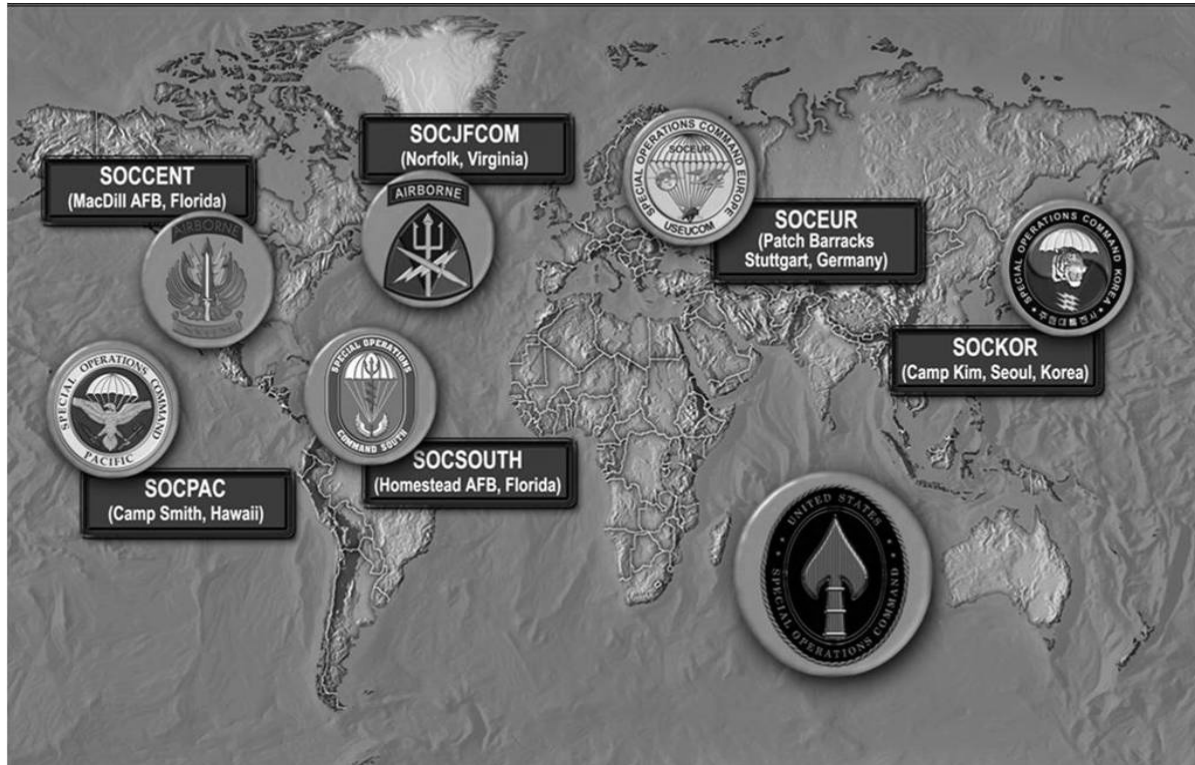 SOCJFCOM
(Norfolk, Virginia)
AIRBORNE
SOCCENT
(MacDill AFB, Florida)
AIRBORNE
SPECIAL OPERATIONS COMMAND EUROPE
SOCEUR
USEUCOM
SOCEUR
(Patch Barracks
Stuttgart, Germany)
SPECIAL OPERATIONS COMMAND KOREA
SOCKOR
(Camp Kim, Seoul, Korea)
SPECIAL OPERATIONS COMMAND
PACIFIC
SOCPAC
(Camp Smith, Hawaii)
SPECIAL OPERATIONS
COMMAND SOUTH
SOCSOUTH
(Homestead AFB, Florida)
UNITED STATES
SPECIAL OPERATIONS COMMAND